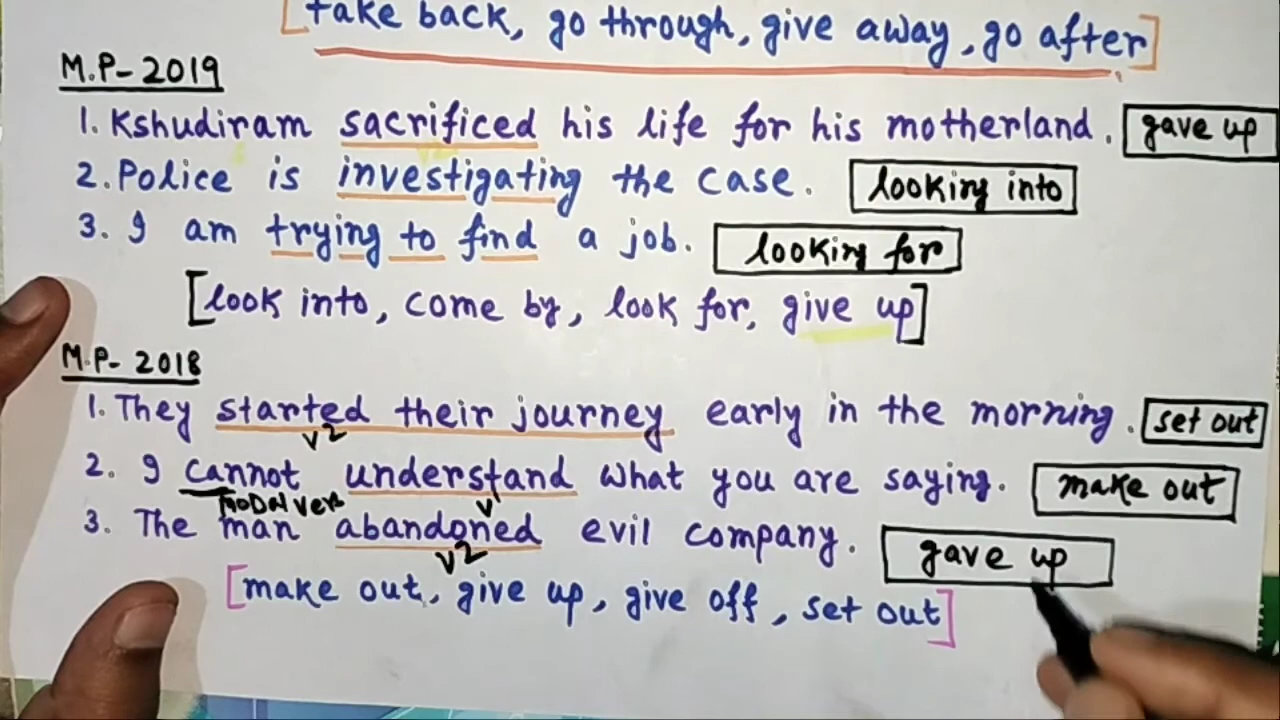 [take back, go through, give away, go after]
M.P- 2019
1. Kshudiram sacrificed his life for his motherland. gave up
2. Police is investigating the case. looking into
3. I am trying to find a job. looking for
[look into, come by, look for, give up]
M.P- 2018
1. They started their journey early in the morning. set out
v2
2. I cannot understand what you are saying. make out
moDal verb v
3. The man abandoned evil company. gave up
v2
[make out, give up, give off, set out]